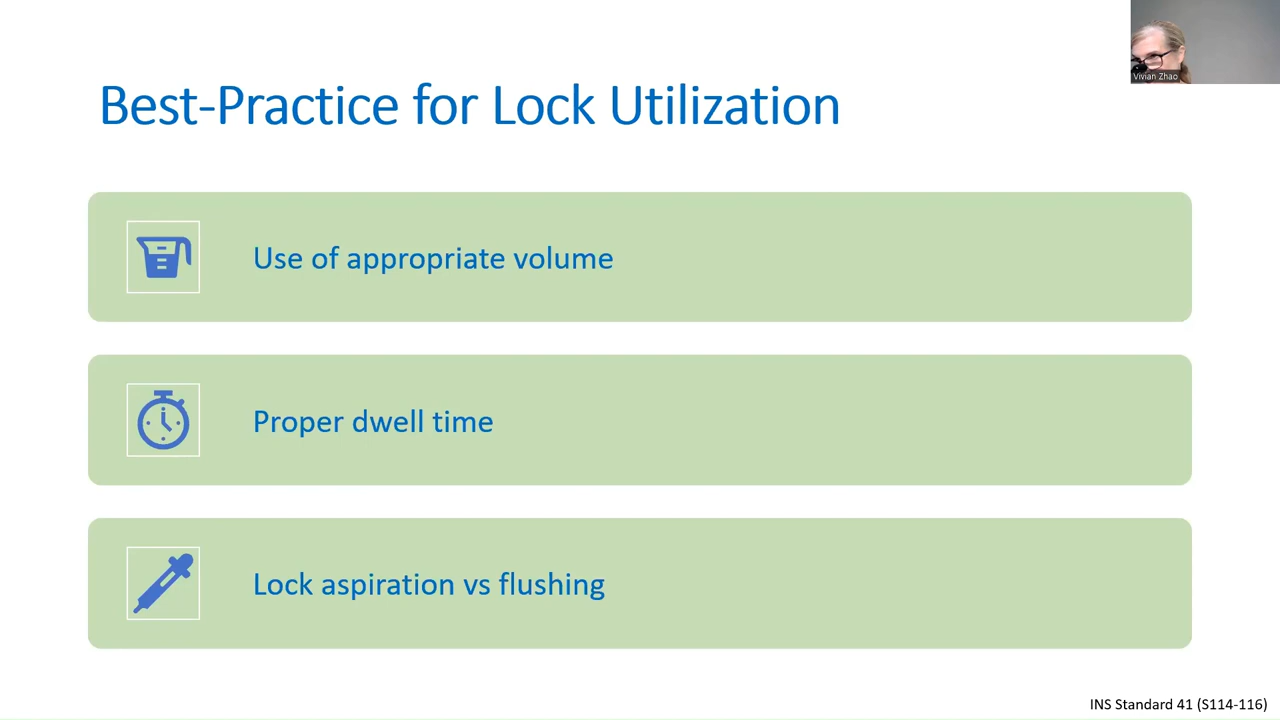 Vivian Zhao
Best-Practice for Lock Utilization
Use of appropriate volume
Proper dwell time
Lock aspiration vs flushing
INS Standard 41 (S114-116)